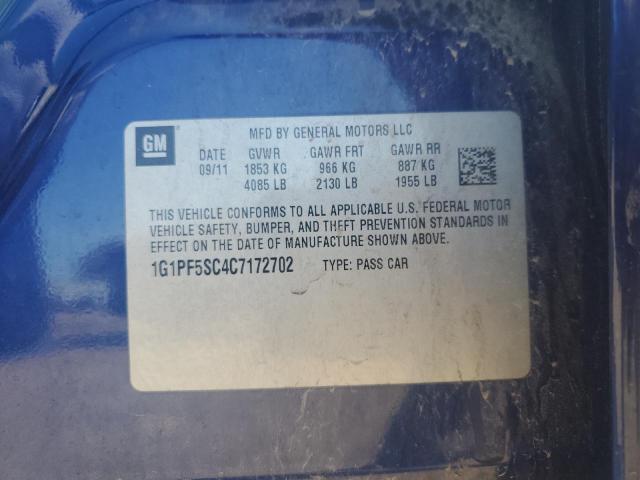 GM
MFD BY GENERAL MOTORS LLC
DATE GVWR GAWR FRT GAWR RR
09/11 1853 KG 966 KG 887 KG
4085 LB 2130 LB 1955 LB
THIS VEHICLE CONFORMS TO ALL APPLICABLE U.S. FEDERAL MOTOR
VEHICLE SAFETY, BUMPER, AND THEFT PREVENTION STANDARDS IN
EFFECT ON THE DATE OF MANUFACTURE SHOWN ABOVE.
1G1PF5SC4C7172702 TYPE: PASS CAR